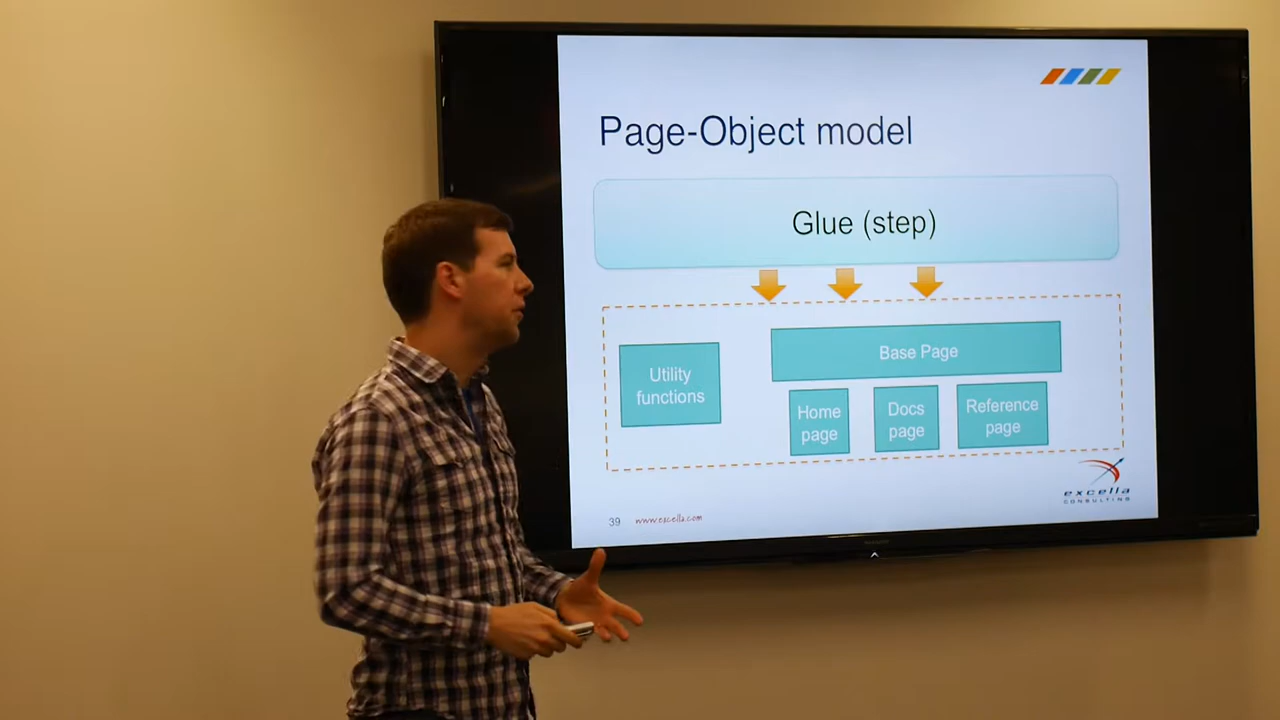 Page-Object model
Glue (step)
Utility
functions
Base Page
Home
page
Docs
page
Reference
page
39
www.excella.com
excella
CONSULTING